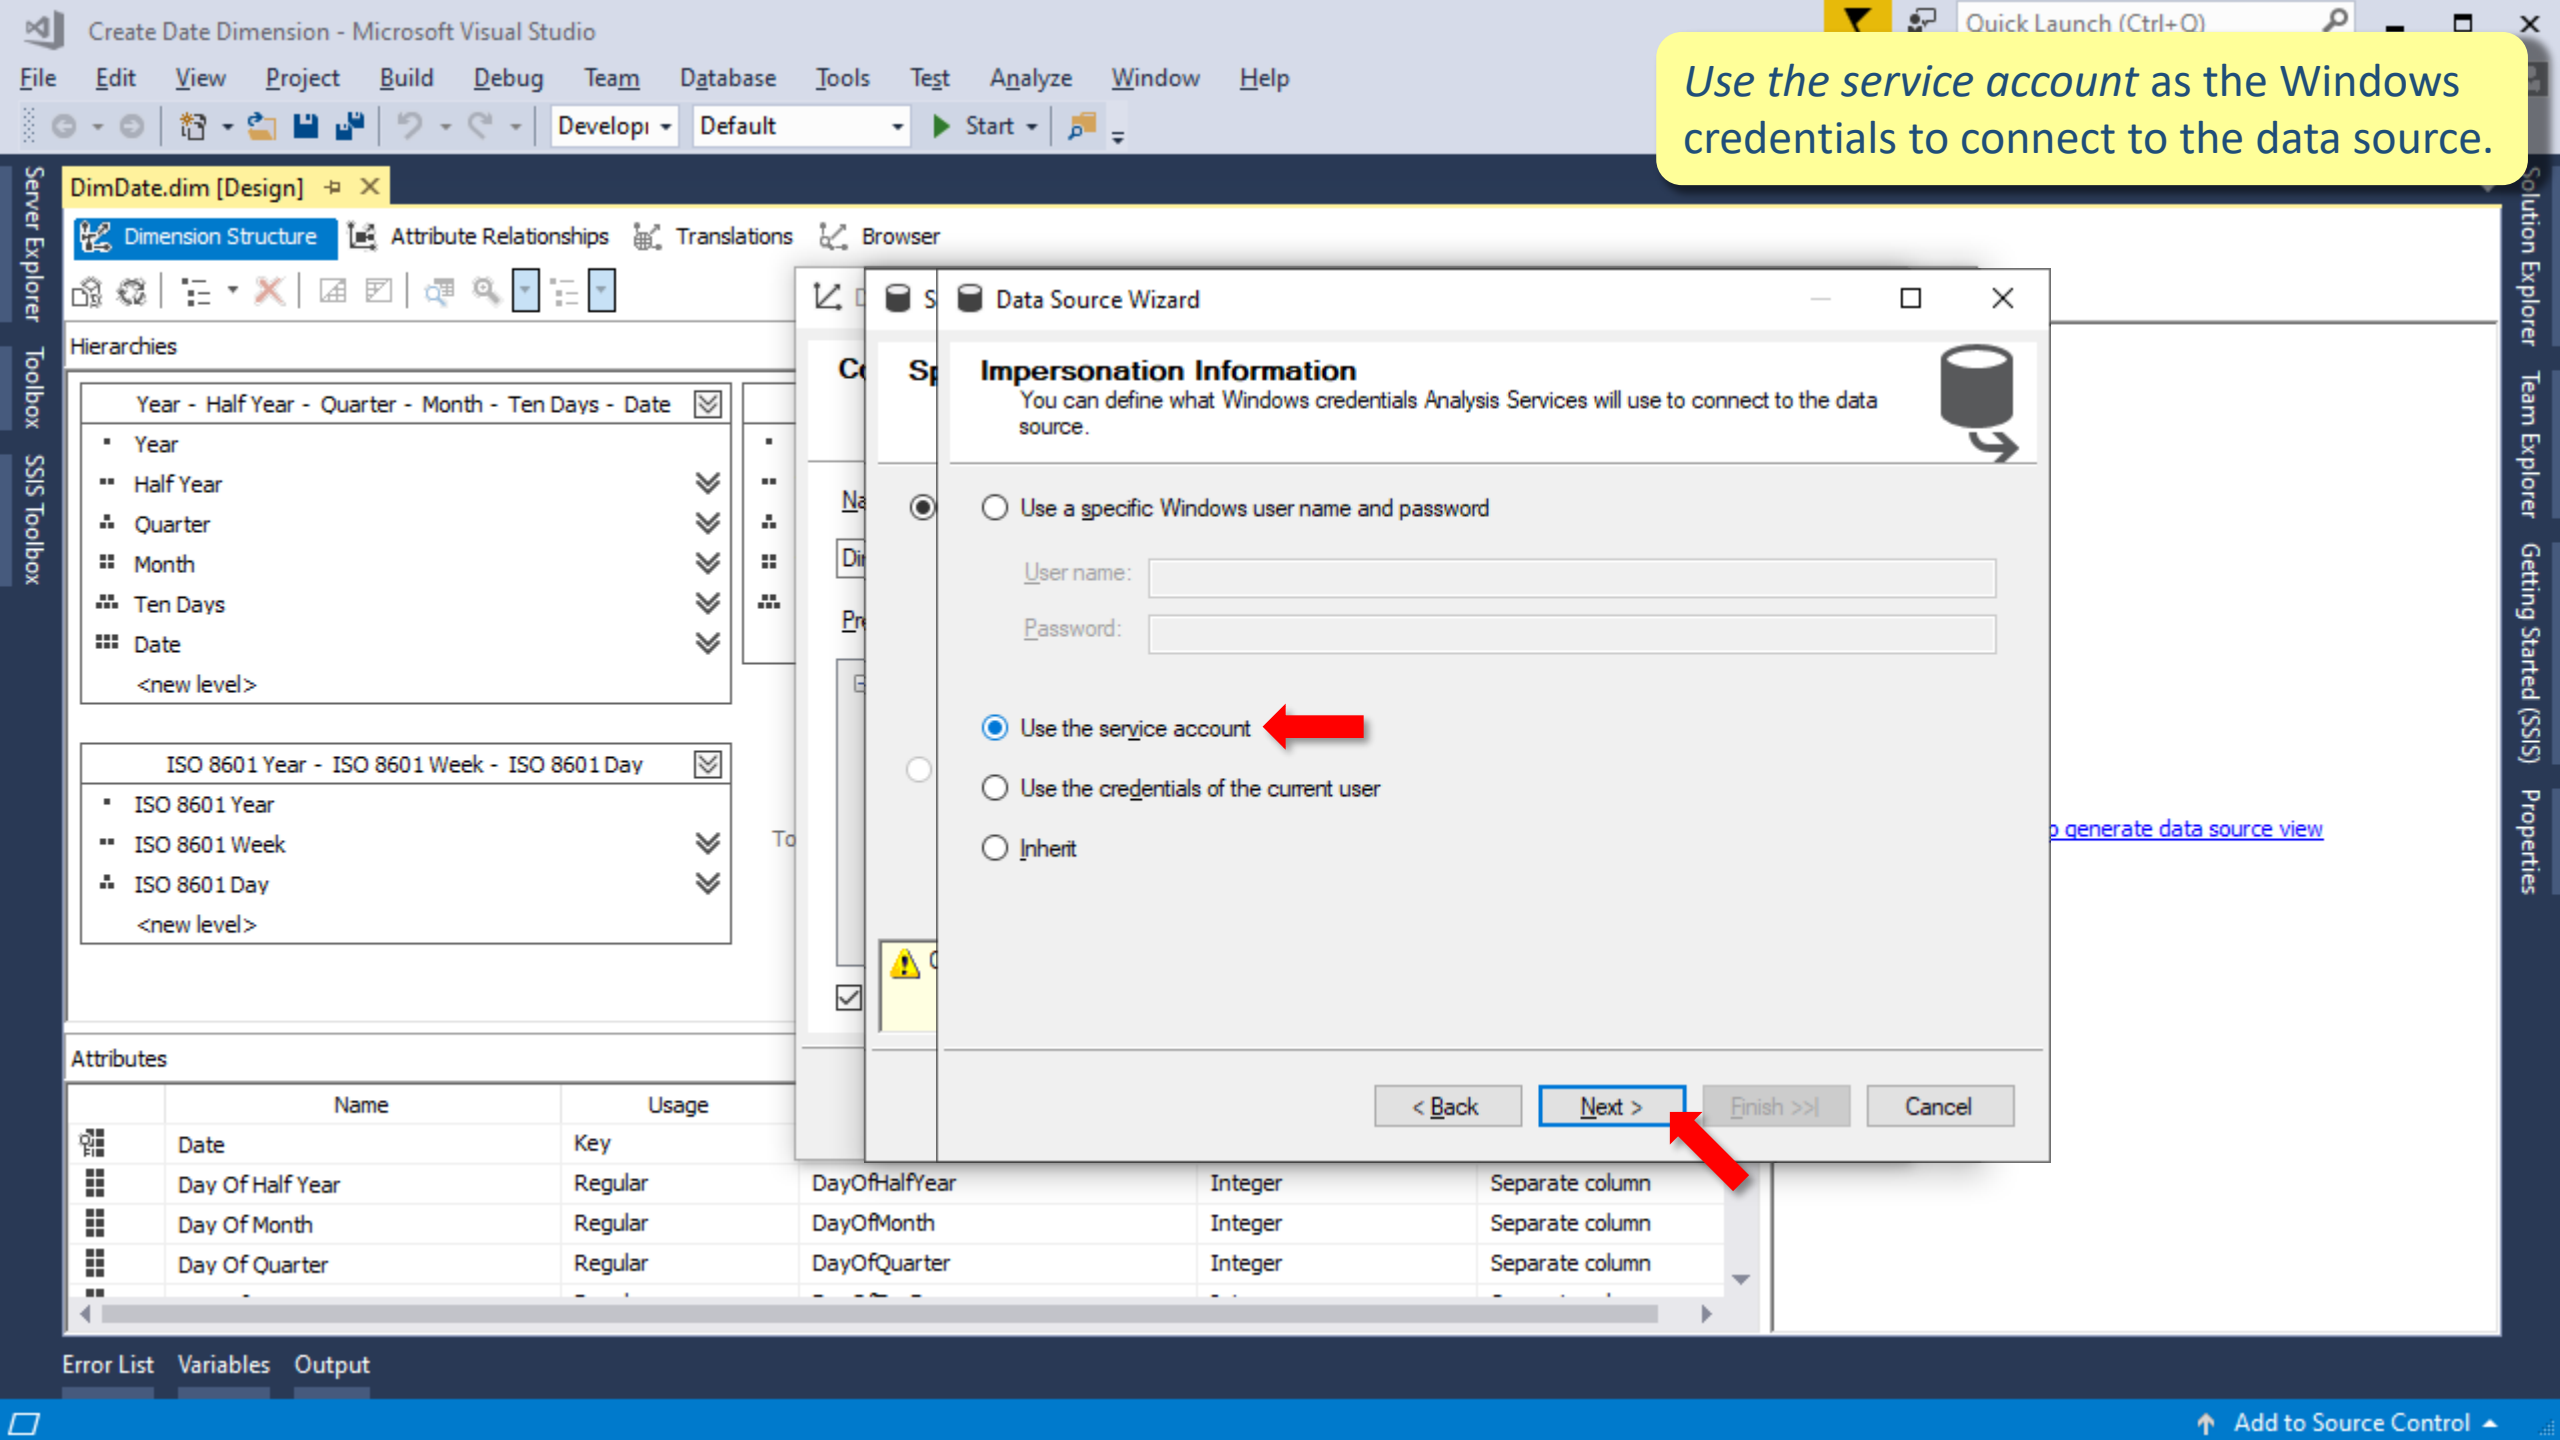 Create Date Dimension - Microsoft Visual Studio
Quick Launch (Ctrl+Q)
File Edit View Project Build Debug Team Database Tools Test Analyze Window Help
Use the service account as the Windows
credentials to connect to the data source.
Default
Start
Server Explorer
Toolbox
SSIS Toolbox
DimDate.dim [Design]
Dimension Structure
Attribute Relationships
Translations
Browser
Hierarchies
Year - Half Year - Quarter - Month - Ten Days - Date
Year
Half Year
Quarter
Month
Ten Days
Date
<new level>
ISO 8601 Year - ISO 8601 Week - ISO 8601 Day
ISO 8601 Year
ISO 8601 Week
ISO 8601 Day
<new level>
To
Data Source Wizard
Impersonation Information
You can define what Windows credentials Analysis Services will use to connect to the data
source.
Use a specific Windows user name and password
User name:
Password:
Use the service account
Use the credentials of the current user
Inherit
< Back
Next >
Finish >>|
Cancel
generate data source view
Attributes
Name Usage
Date Key
Day Of Half Year Regular DayOfHalfYear Integer Separate column
Day Of Month Regular DayOfMonth Integer Separate column
Day Of Quarter Regular DayOfQuarter Integer Separate column
Solution Explorer
Team Explorer
Getting Started (SSIS)
Properties
Error List Variables Output
Add to Source Control